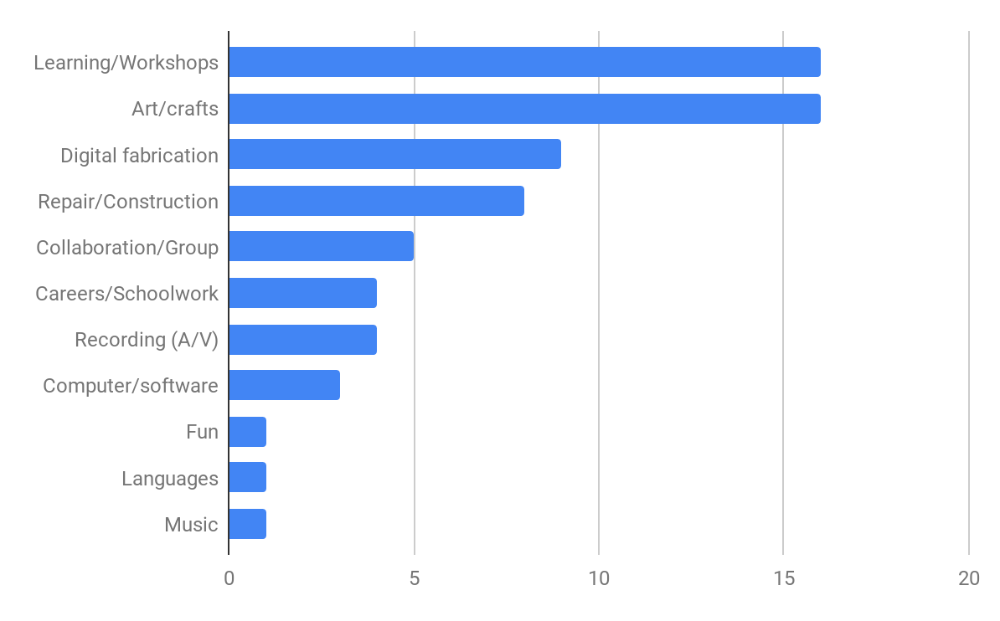 Learning/Workshops
Art/crafts
Digital fabrication
Repair/Construction
Collaboration/Group
Careers/Schoolwork
Recording (A/V)
Computer/software
Fun
Languages
Music
0 5 10 15 20